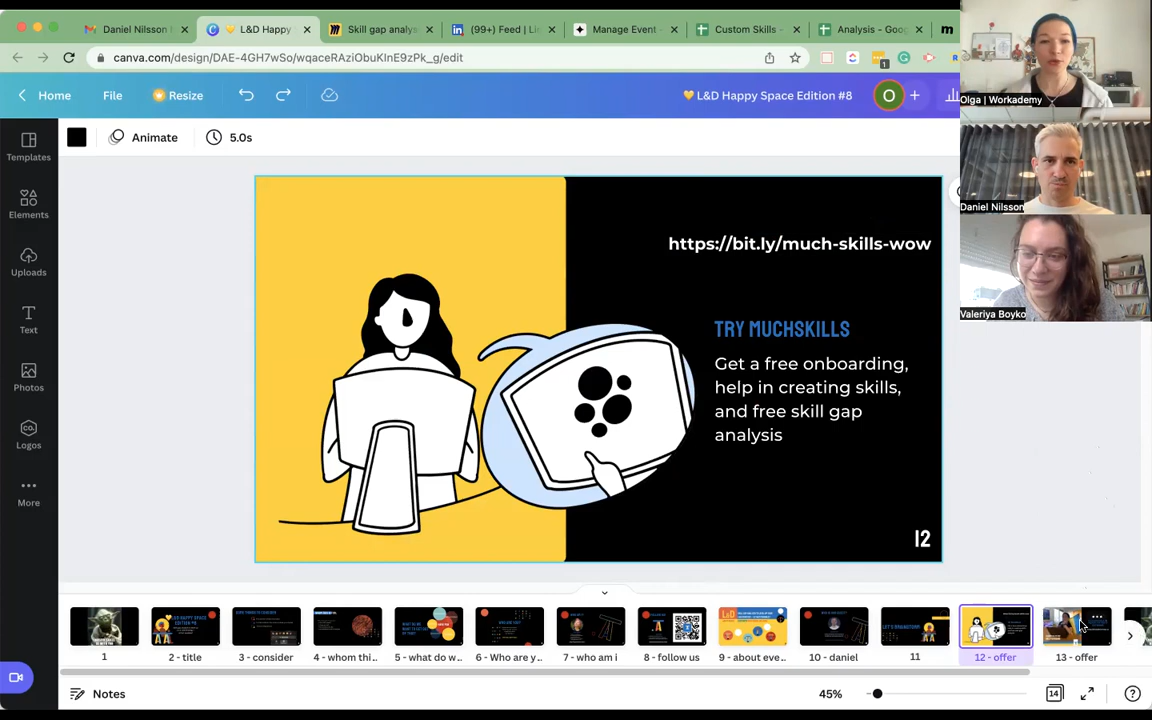 Daniel Nilsson
L&D Happy
Skill gap analys
(99+) Feed | Li
Manage Event -
Custom Skills -
Analysis - Goo
canva.com/design/DAE-4GH7wSo/wqaceRAziObuKInE9zPk_g/edit
1
Home
File
Resize
L&D Happy Space Edition #8
O
Olga | Workademy
Animate
5.0s
Templates
Elements
Uploads
Text
Photos
CO.
Logos
More
https://bit.ly/much-skills-wow
TRY MUCHSKILLS
Get a free onboarding,
help in creating skills,
and free skill gap
analysis
12
Daniel Nilsson
Valeriya Boyko
1
2 - title
3 - consider
4 - whom thi...
5 - what do w...
6 - Who are y...
7 - who am i
8 - follow us
9 - about eve...
10 - daniel
11
12 - offer
13 - offer
Notes
45%
14